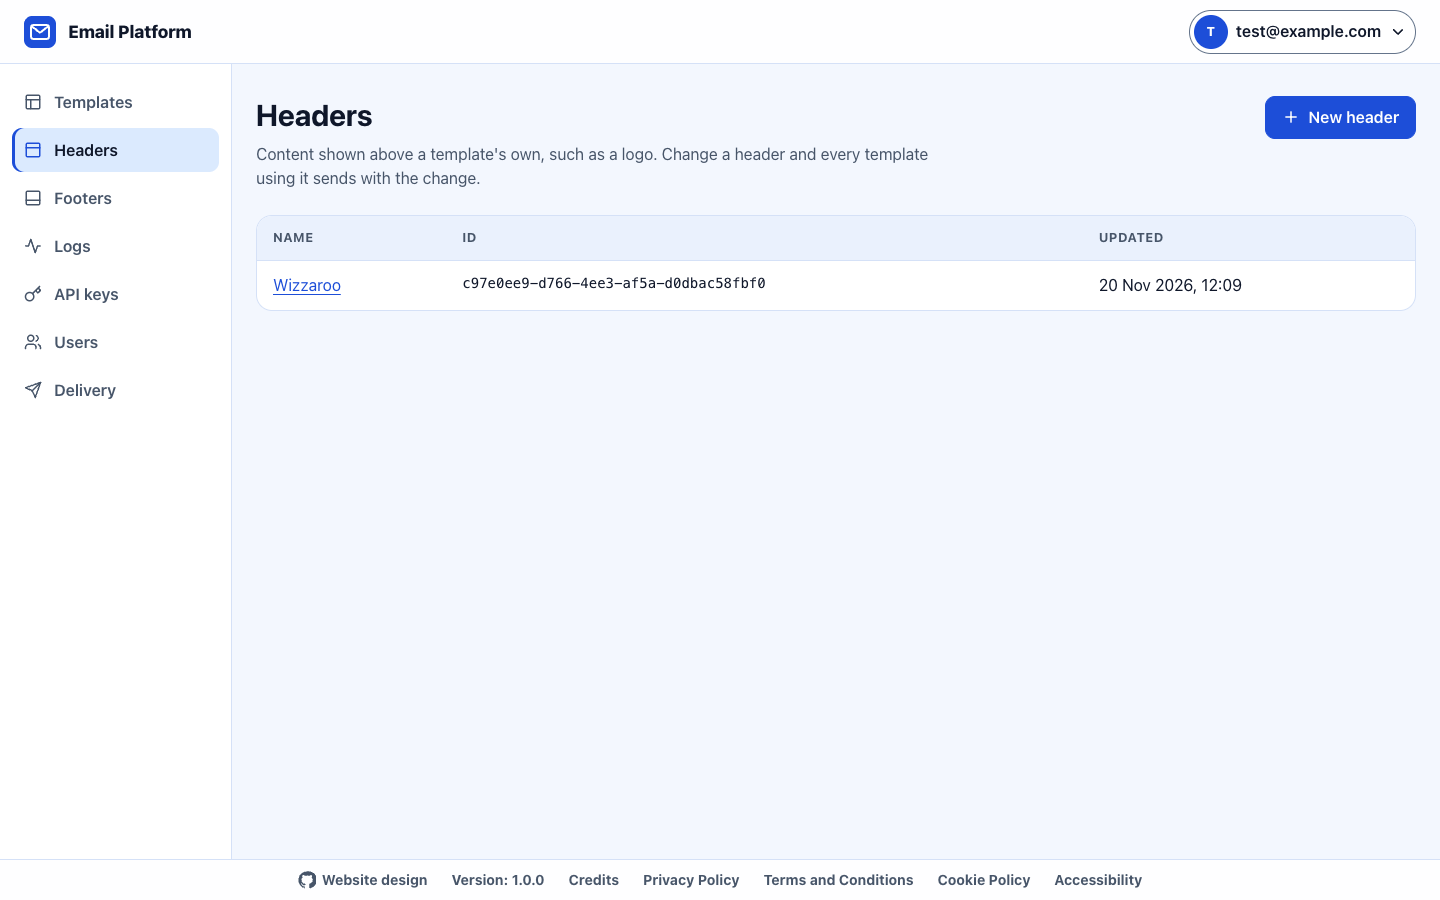 Email Platform
T test@example.com
Templates
Headers
Footers
Logs
API keys
Users
Delivery
Headers
New header
Content shown above a template's own, such as a logo. Change a header and every template
using it sends with the change.
NAME ID UPDATED
Wizzaroo c97e0ee9-d766-4ee3-af5a-d0dbac58fbf0 20 Nov 2026, 12:09
Website design Version: 1.0.0 Credits Privacy Policy Terms and Conditions Cookie Policy Accessibility